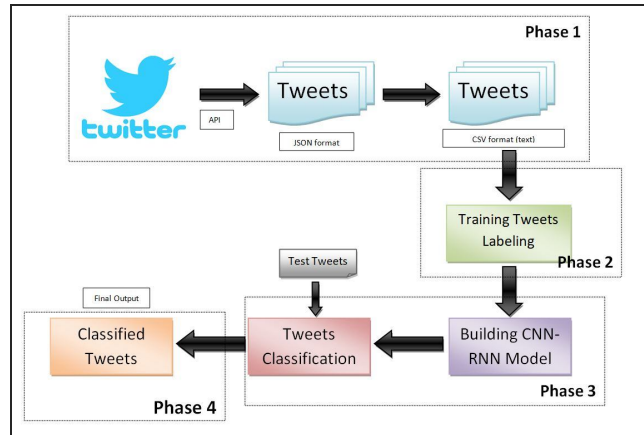 Phase 1
twitter
API
Tweets
JSON format
Tweets
CSV format (text)
Training Tweets
Labeling
Phase 2
Test Tweets
Building CNN-
RNN Model
Tweets
Classification
Phase 3
Final Output
Classified
Tweets
Phase 4